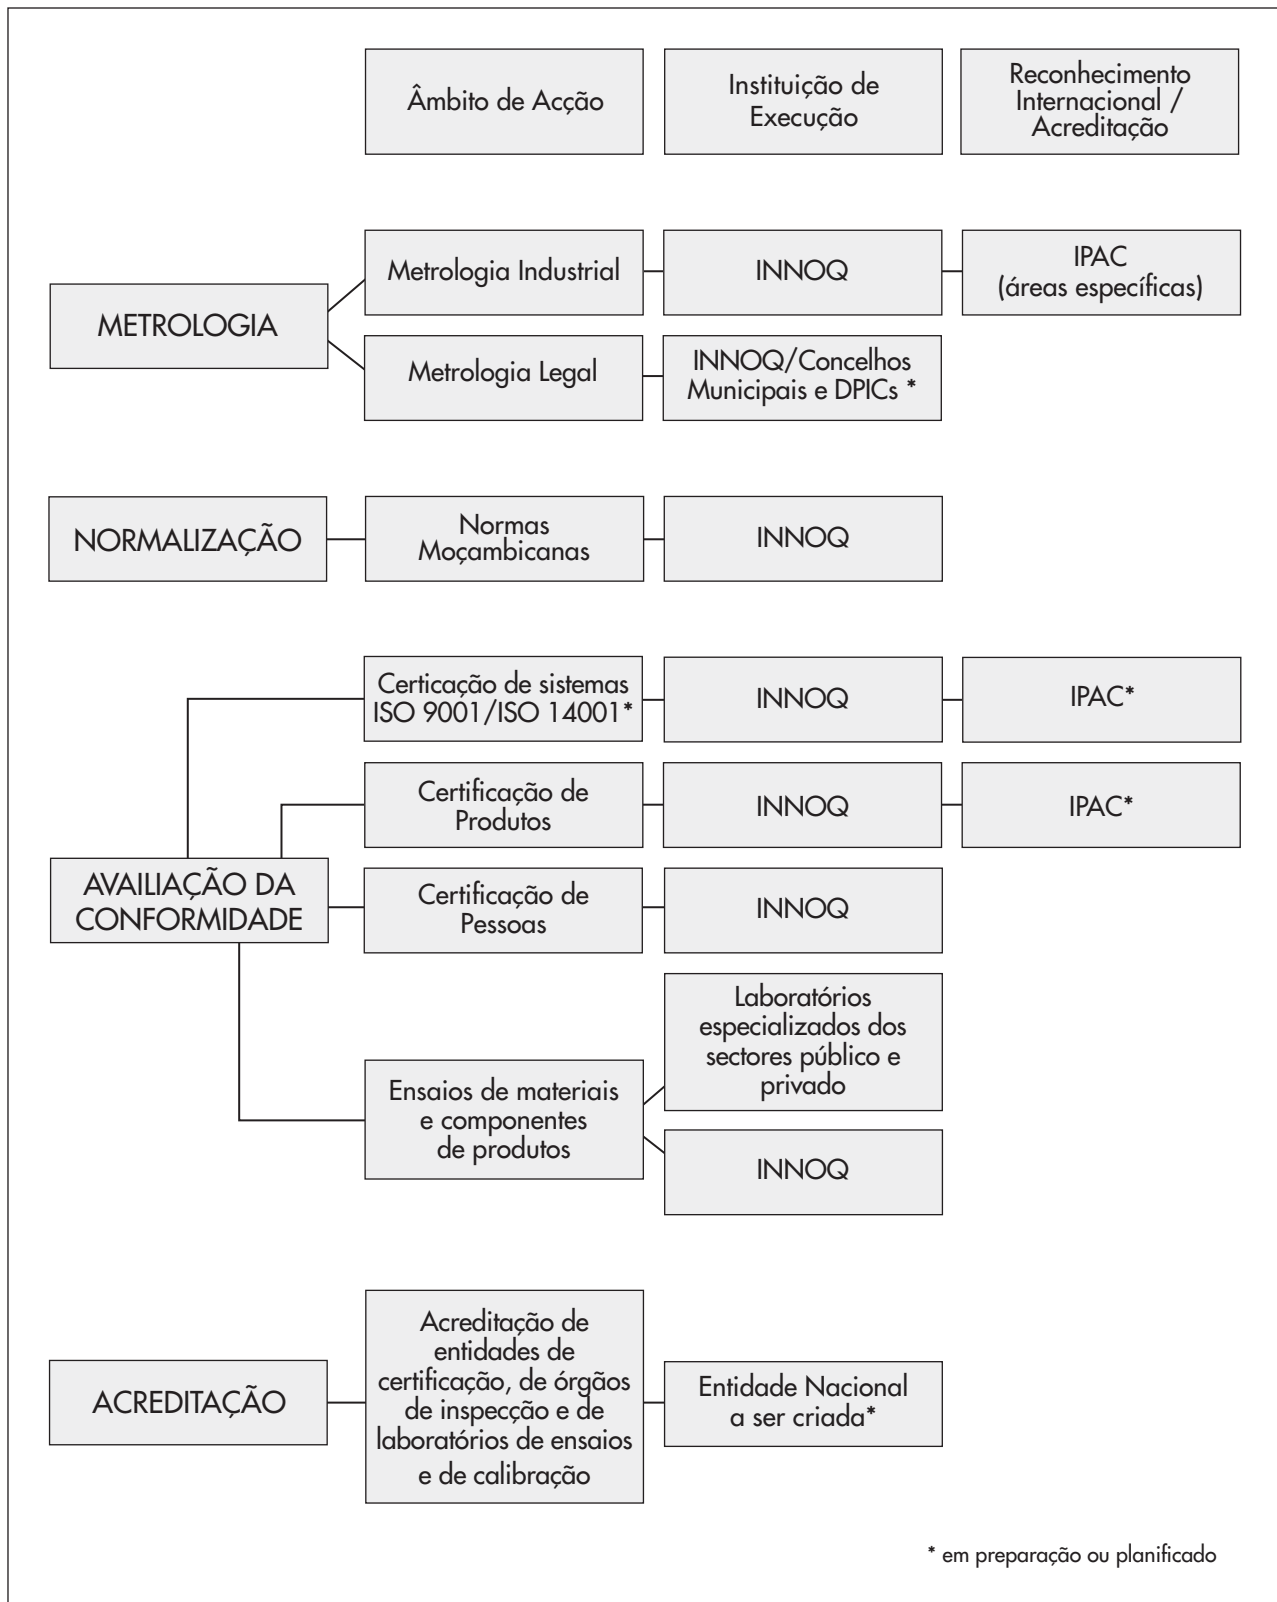 Âmbito de Acção
Instituição de
Execução
Reconhecimento
Internacional /
Acreditação
METROLOGIA
Metrologia Industrial
INNOQ
IPAC
(áreas específicas)
Metrologia Legal
INNOQ/Concelhos
Municipais e DPICs *
NORMALIZAÇÃO
Normas
Moçambicanas
INNOQ
AVAILIAÇÃO DA
CONFORMIDADE
Certicação de sistemas
ISO 9001/ISO 14001*
INNOQ
IPAC*
Certificação de
Produtos
INNOQ
IPAC*
Certificação de
Pessoas
INNOQ
Ensaios de materiais
e componentes
de produtos
Laboratórios
especializados dos
sectores público e
privado
INNOQ
ACREDITAÇÃO
Acreditação de
entidades de
certificação, de órgãos
de inspecção e de
laboratórios de ensaios
e de calibração
Entidade Nacional
a ser criada*
* em preparação ou planificado